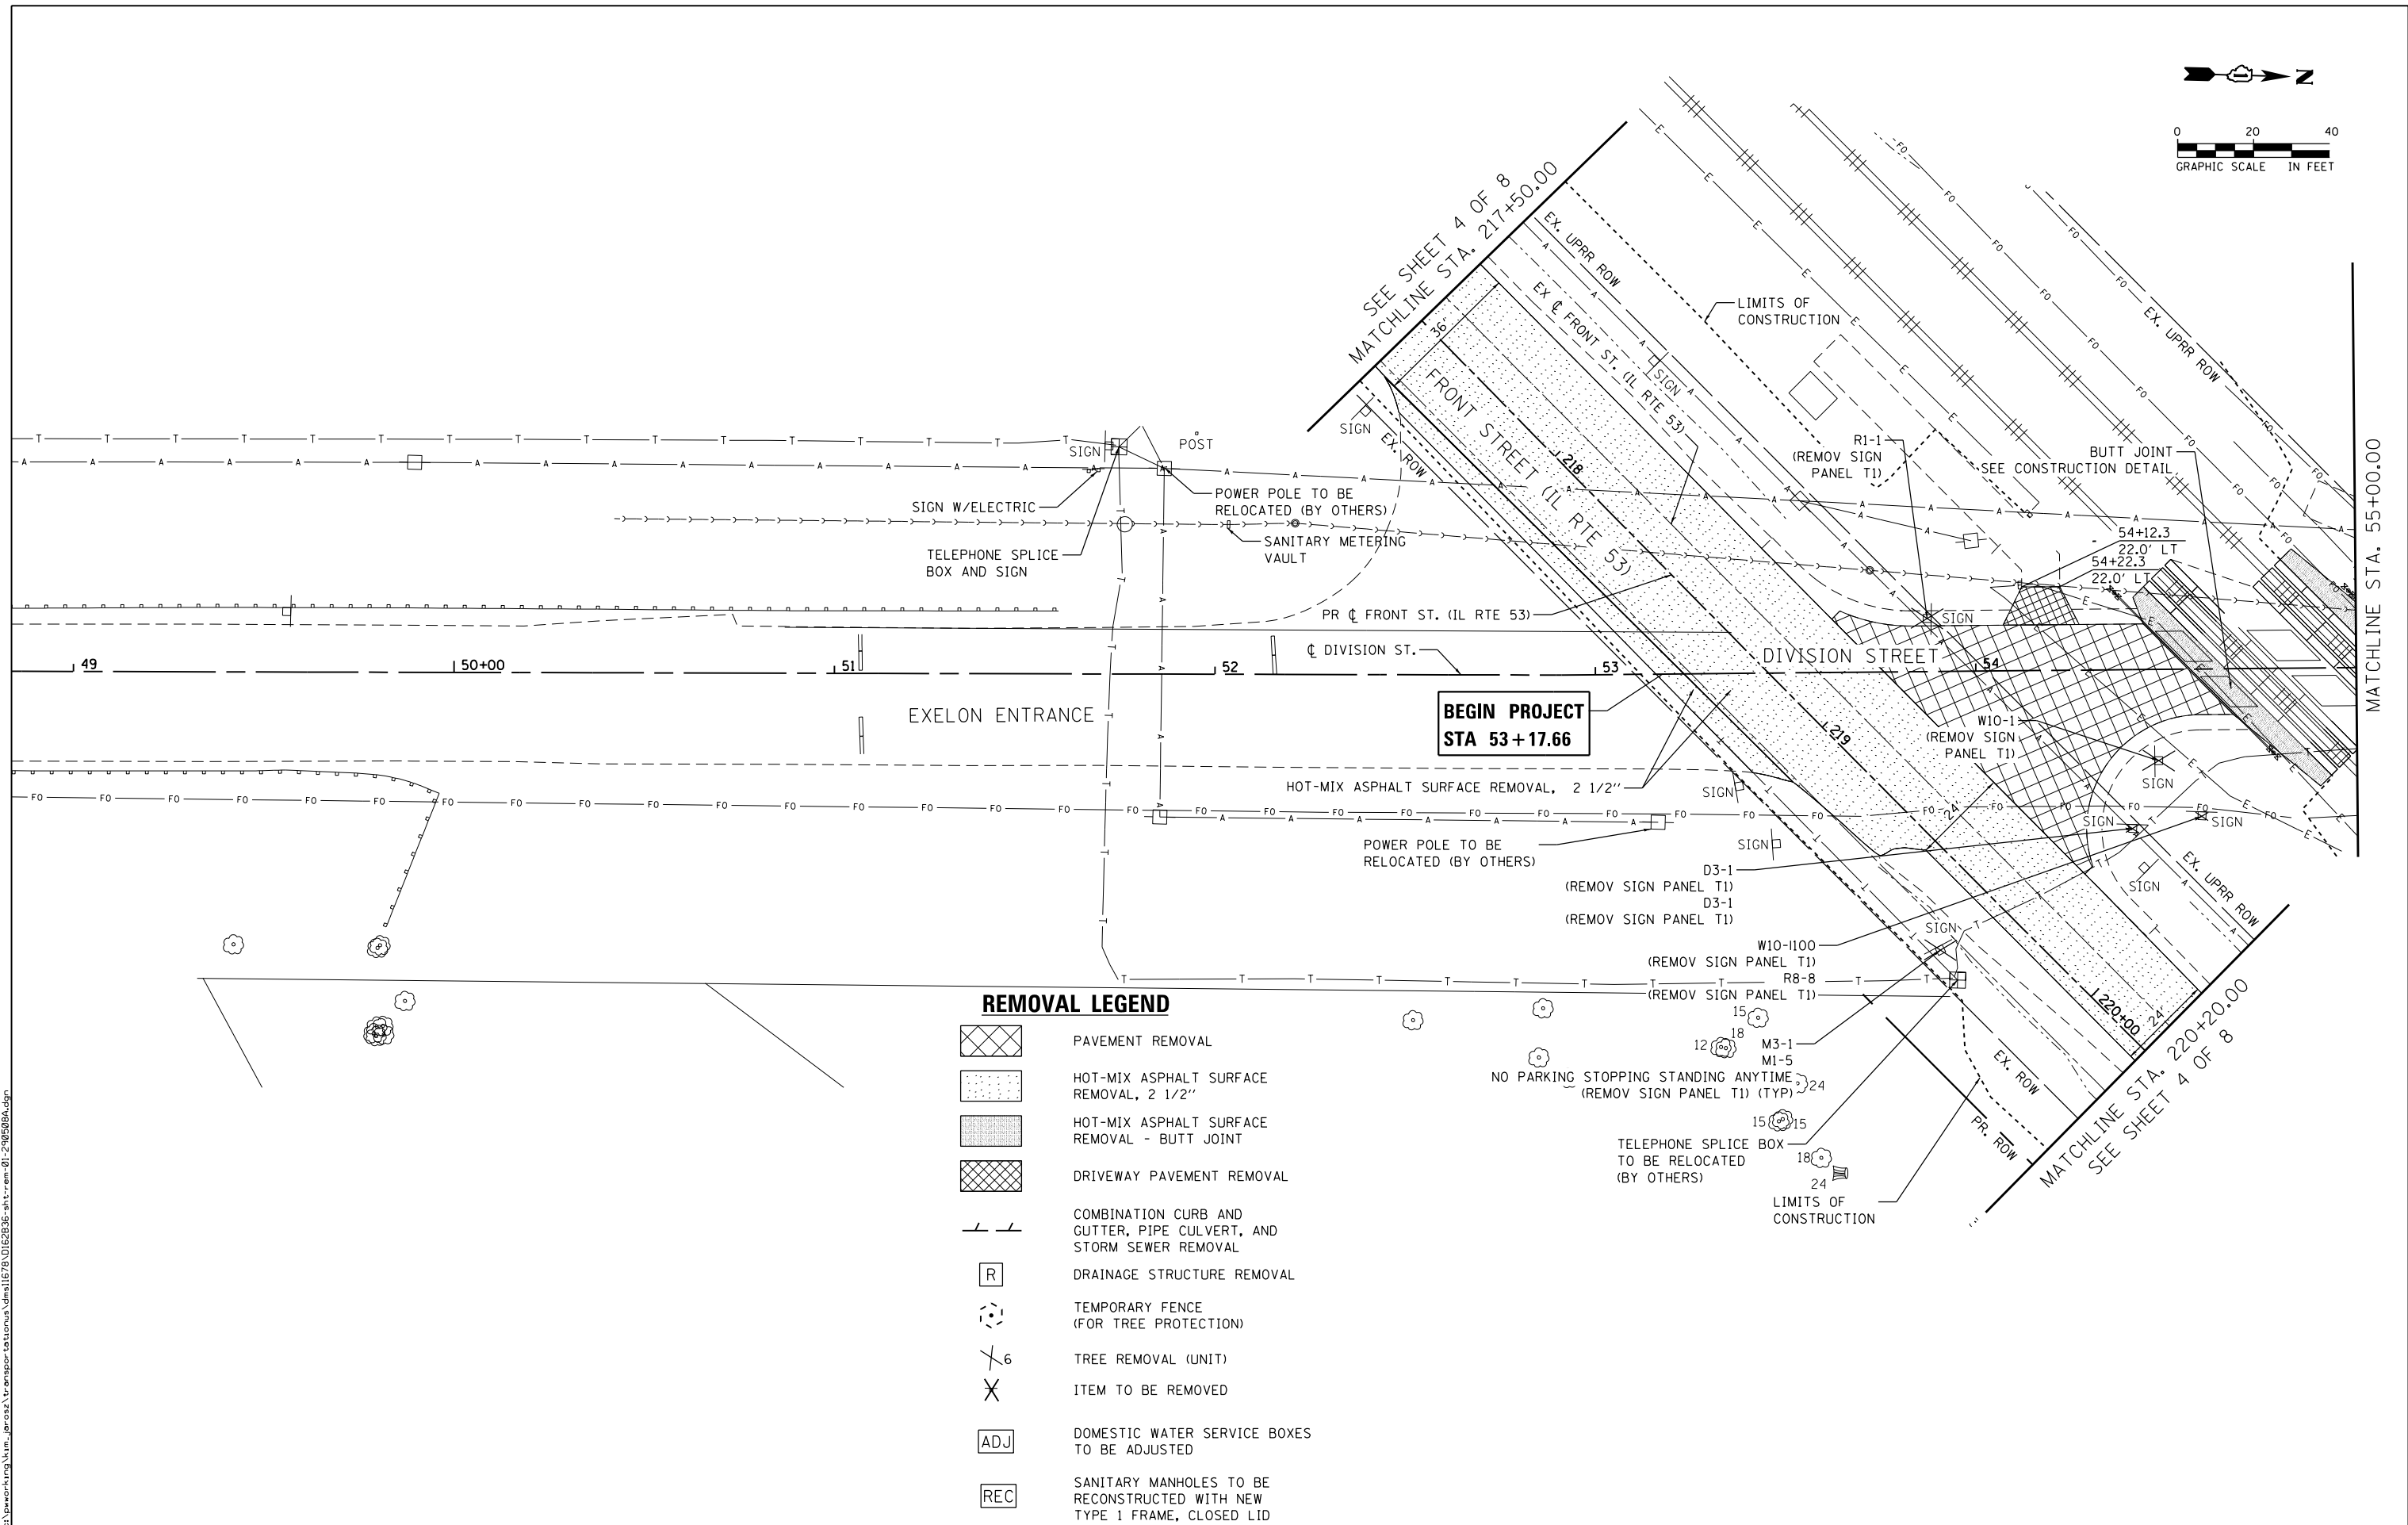 N
0 20 40
GRAPHIC SCALE IN FEET
SEE SHEET 4 OF 8
MATCHLINE STA. 217+50.00
EX. UPRR ROW
EX ℄ FRONT ST. (IL RTE 53)
36'
FRONT STREET (IL RTE 53)
LIMITS OF
CONSTRUCTION
SIGN
SIGN
EX. ROW
EX. UPRR ROW
R1-1
(REMOV SIGN
PANEL T1)
BUTT JOINT
SEE CONSTRUCTION DETAIL
MATCHLINE STA. 55+00.00
54+12.3
22.0' LT
54+22.3
22.0' LT
SIGN
POST
SIGN W/ELECTRIC
POWER POLE TO BE
RELOCATED (BY OTHERS)
TELEPHONE SPLICE
BOX AND SIGN
SANITARY METERING
VAULT
218
PR ℄ FRONT ST. (IL RTE 53)
SIGN
℄ DIVISION ST.
DIVISION STREET
49 50+00 51 52 53 54
EXELON ENTRANCE
BEGIN PROJECT
STA 53+17.66
219
W10-1
(REMOV SIGN
PANEL T1)
SIGN
HOT-MIX ASPHALT SURFACE REMOVAL, 2 1/2"
SIGN
24'
SIGN
SIGN
POWER POLE TO BE
RELOCATED (BY OTHERS)
SIGN
SIGN
EX. UPRR ROW
D3-1
(REMOV SIGN PANEL T1)
D3-1
(REMOV SIGN PANEL T1)
SIGN
W10-I100
(REMOV SIGN PANEL T1)
R8-8
(REMOV SIGN PANEL T1)
220+00
24'
MATCHLINE STA. 220+20.00
SEE SHEET 4 OF 8
EX. ROW
PR. ROW
15
18
12
M3-1
M1-5
NO PARKING STOPPING STANDING ANYTIME
(REMOV SIGN PANEL T1) (TYP)
24
15 15
TELEPHONE SPLICE BOX
TO BE RELOCATED
(BY OTHERS)
18
24
LIMITS OF
CONSTRUCTION
REMOVAL LEGEND
PAVEMENT REMOVAL
HOT-MIX ASPHALT SURFACE
REMOVAL, 2 1/2"
HOT-MIX ASPHALT SURFACE
REMOVAL - BUTT JOINT
DRIVEWAY PAVEMENT REMOVAL
COMBINATION CURB AND
GUTTER, PIPE CULVERT, AND
STORM SEWER REMOVAL
R DRAINAGE STRUCTURE REMOVAL
TEMPORARY FENCE
(FOR TREE PROTECTION)
6 TREE REMOVAL (UNIT)
ITEM TO BE REMOVED
ADJ DOMESTIC WATER SERVICE BOXES
TO BE ADJUSTED
REC SANITARY MANHOLES TO BE
RECONSTRUCTED WITH NEW
TYPE 1 FRAME, CLOSED LID